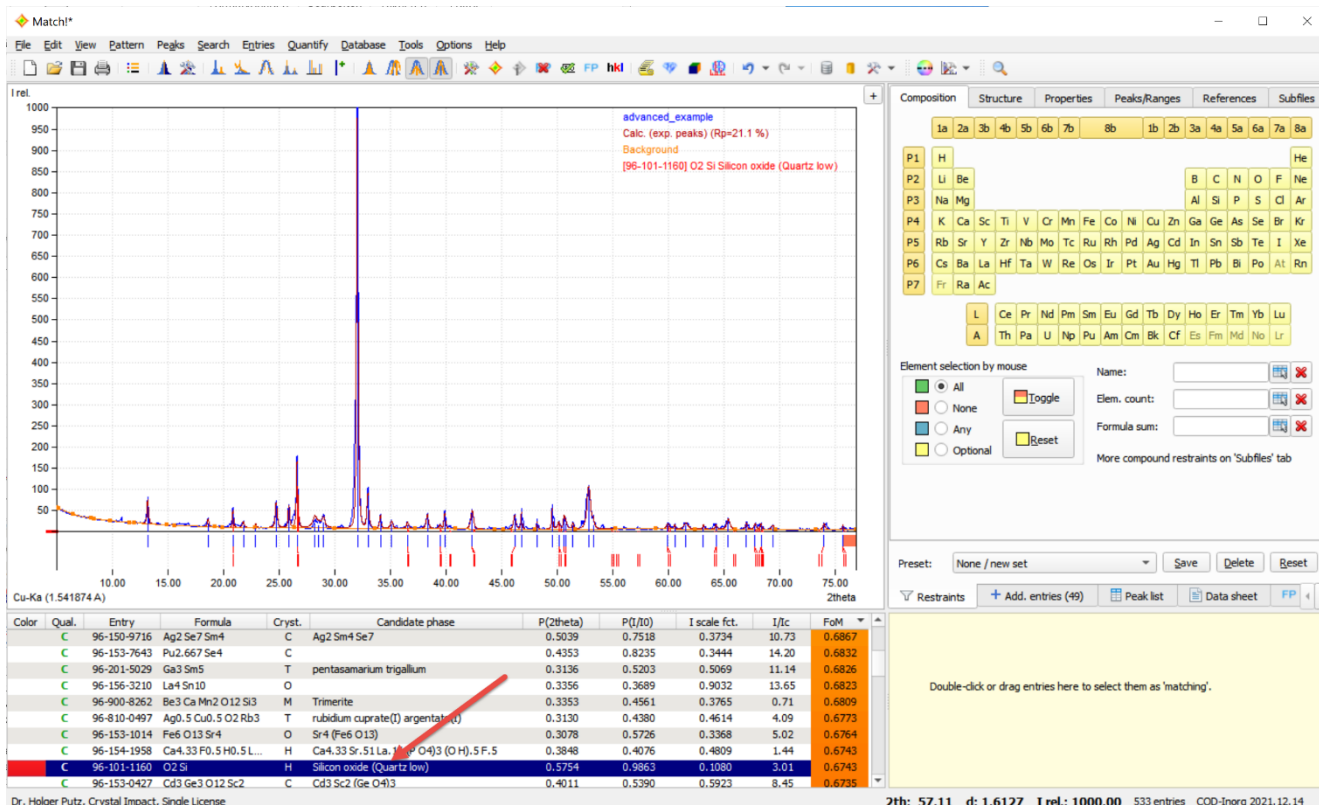 Match!*
File Edit View Pattern Peaks Search Entries Quantify Database Tools Options Help
FP hkl
I rel.
+
1000
950
900
850
800
750
700
650
600
550
500
450
400
350
300
250
200
150
100
50
advanced_example
Calc. (exp. peaks) (Rp=21.1 %)
Background
[96-101-1160] O2 Si Silicon oxide (Quartz low)
10.00 15.00 20.00 25.00 30.00 35.00 40.00 45.00 50.00 55.00 60.00 65.00 70.00 75.00
Cu-Ka (1.541874 A) 2theta
Composition Structure Properties Peaks/Ranges References Subfiles
1a 2a 3b 4b 5b 6b 7b 8b 1b 2b 3a 4a 5a 6a 7a 8a
P1 H He
P2 Li Be B C N O F Ne
P3 Na Mg Al Si P S Cl Ar
P4 K Ca Sc Ti V Cr Mn Fe Co Ni Cu Zn Ga Ge As Se Br Kr
P5 Rb Sr Y Zr Nb Mo Tc Ru Rh Pd Ag Cd In Sn Sb Te I Xe
P6 Cs Ba La Hf Ta W Re Os Ir Pt Au Hg Tl Pb Bi Po At Rn
P7 Fr Ra Ac
L Ce Pr Nd Pm Sm Eu Gd Tb Dy Ho Er Tm Yb Lu
A Th Pa U Np Pu Am Cm Bk Cf Es Fm Md No Lr
Element selection by mouse
All
None
Any
Optional
Toggle
Reset
Name:
Elem. count:
Formula sum:
More compound restraints on 'Subfiles' tab
Preset: None / new set Save Delete Reset
Restraints + Add. entries (49) Peak list Data sheet FP
Color Qual. Entry Formula Cryst. Candidate phase P(2theta) P(I/I0) I scale fct. I/Ic FoM
C 96-150-9716 Ag2 Se7 Sm4 C Ag2 Sm4 Se7 0.5039 0.7518 0.3734 10.73 0.6867
C 96-153-7643 Pu2.667 Se4 C 0.4353 0.8235 0.3444 14.20 0.6832
C 96-201-5029 Ga3 Sm5 T pentasamarium trigallium 0.3136 0.5203 0.5069 11.14 0.6826
C 96-156-3210 La4 Sn10 O 0.3356 0.3689 0.9032 13.65 0.6823
C 96-900-8262 Be3 Ca Mn2 O12 Si3 M Trimerite 0.3353 0.4561 0.3765 0.71 0.6809
C 96-810-0497 Ag0.5 Cu0.5 O2 Rb3 T rubidium cuprate(I) 0.3130 0.4380 0.4614 4.09 0.6773
C 96-153-1014 Fe6 O13 Sr4 O Sr4 (Fe6 O13) 0.3078 0.5726 0.3368 5.02 0.6764
C 96-154-1958 Ca4.33 F0.5 H0.5 L... H Ca4.33 Sr.51 O4)3 (O H).5 F.5 0.3848 0.4076 0.4809 1.44 0.6743
C 96-101-1160 O2 Si H Silicon oxide (Quartz low) 0.5754 0.9863 0.1080 3.01 0.6743
C 96-153-0427 Cd3 Ge3 O12 Sc2 C Cd3 Sc2 (Ge O4)3 0.4011 0.5390 0.5923 8.45 0.6735
Double-click or drag entries here to select them as 'matching'.
Dr. Holger Putz, Crystal Impact, Single License
2th: 57.11 d: 1.6127 I rel.: 1000.00 533 entries COD-Inorg 2021.12.14